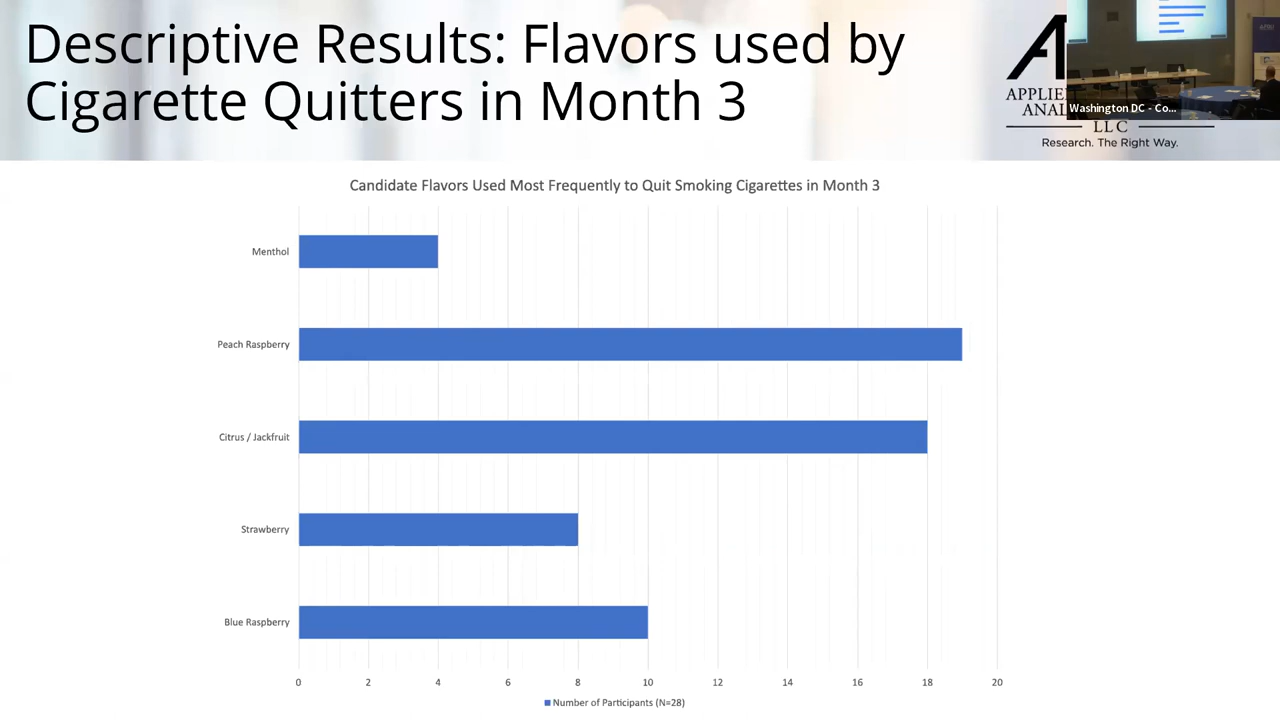 Descriptive Results: Flavors used by
Cigarette Quitters in Month 3
APPLIE
ANAL
LLC
Research. The Right Way.
Washington DC - Co...
Candidate Flavors Used Most Frequently to Quit Smoking Cigarettes in Month 3
Menthol
Peach Raspberry
Citrus / Jackfruit
Strawberry
Blue Raspberry
0 2 4 6 8 10 12 14 16 18 20
Number of Participants (N=28)